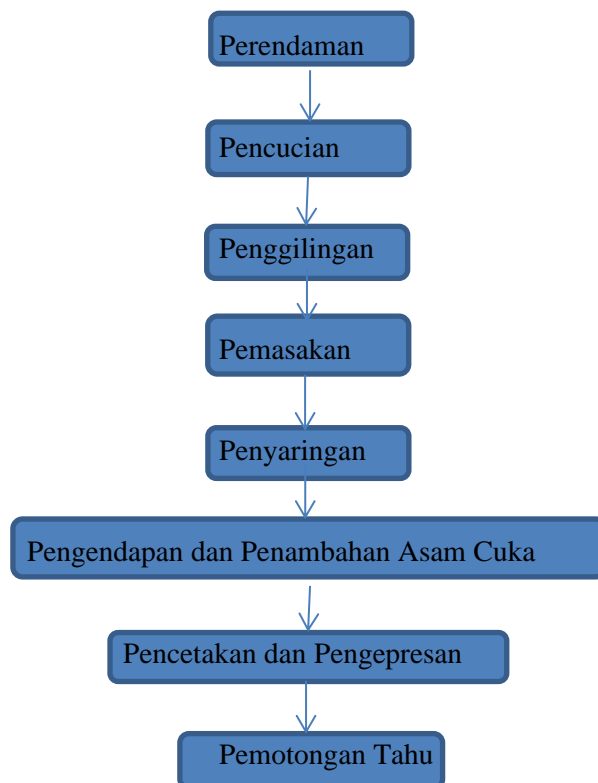 Perendaman
Pencucian
Penggilingan
Pemasakan
Penyaringan
Pengendapan dan Penambahan Asam Cuka
Pencetakan dan Pengepresan
Pemotongan Tahu